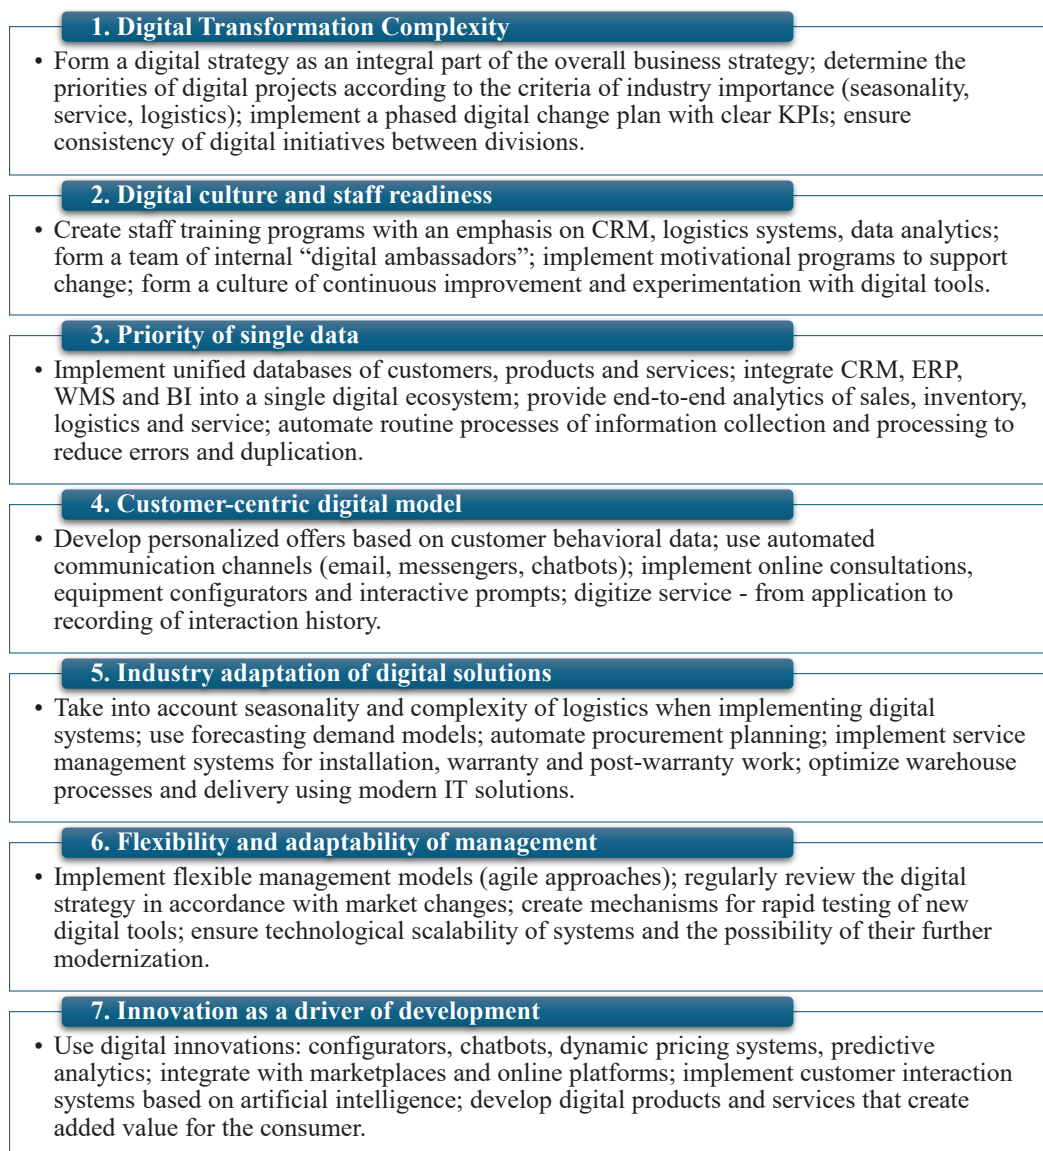 1. Digital Transformation Complexity
• Form a digital strategy as an integral part of the overall business strategy; determine the
priorities of digital projects according to the criteria of industry importance (seasonality,
service, logistics); implement a phased digital change plan with clear KPIs; ensure
consistency of digital initiatives between divisions.
2. Digital culture and staff readiness
• Create staff training programs with an emphasis on CRM, logistics systems, data analytics;
form a team of internal “digital ambassadors”; implement motivational programs to support
change; form a culture of continuous improvement and experimentation with digital tools.
3. Priority of single data
• Implement unified databases of customers, products and services; integrate CRM, ERP,
WMS and BI into a single digital ecosystem; provide end-to-end analytics of sales, inventory,
logistics and service; automate routine processes of information collection and processing to
reduce errors and duplication.
4. Customer-centric digital model
• Develop personalized offers based on customer behavioral data; use automated
communication channels (email, messengers, chatbots); implement online consultations,
equipment configurators and interactive prompts; digitize service - from application to
recording of interaction history.
5. Industry adaptation of digital solutions
• Take into account seasonality and complexity of logistics when implementing digital
systems; use forecasting demand models; automate procurement planning; implement service
management systems for installation, warranty and post-warranty work; optimize warehouse
processes and delivery using modern IT solutions.
6. Flexibility and adaptability of management
• Implement flexible management models (agile approaches); regularly review the digital
strategy in accordance with market changes; create mechanisms for rapid testing of new
digital tools; ensure technological scalability of systems and the possibility of their further
modernization.
7. Innovation as a driver of development
• Use digital innovations: configurators, chatbots, dynamic pricing systems, predictive
analytics; integrate with marketplaces and online platforms; implement customer interaction
systems based on artificial intelligence; develop digital products and services that create
added value for the consumer.